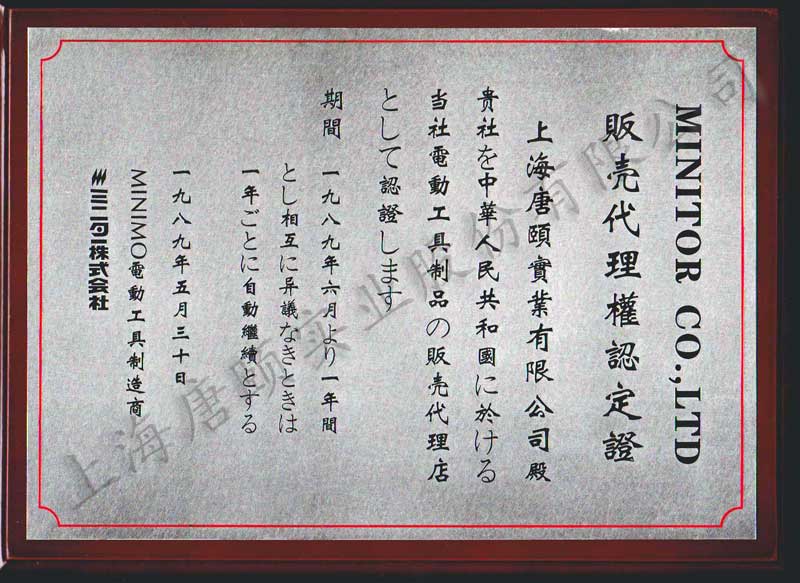 MINITOR CO.,LTD
販売代理權認定證
上海唐頤實業有限公司殿
貴社を中華人民共和國に於ける
当社電動工具制品の販売代理店
として認證します
期間 一九八九年六月より一年間
とし相互に异議なきときは
一年ごとに自動繼續とする
一九八九年五月三十日
MINIMO電動工具制造商
ミニター株式会社
上海唐颐实业股份有限公司